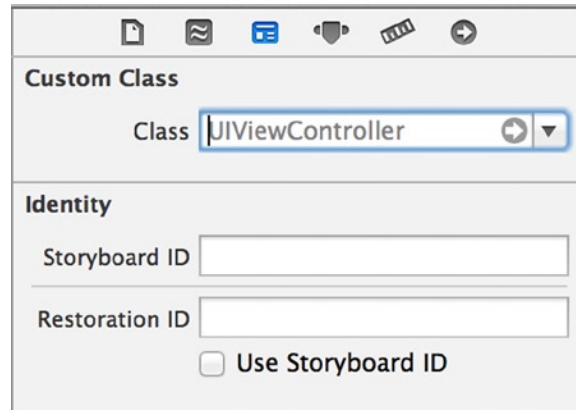 Custom Class
Class UIViewController
Identity
Storyboard ID
Restoration ID
Use Storyboard ID